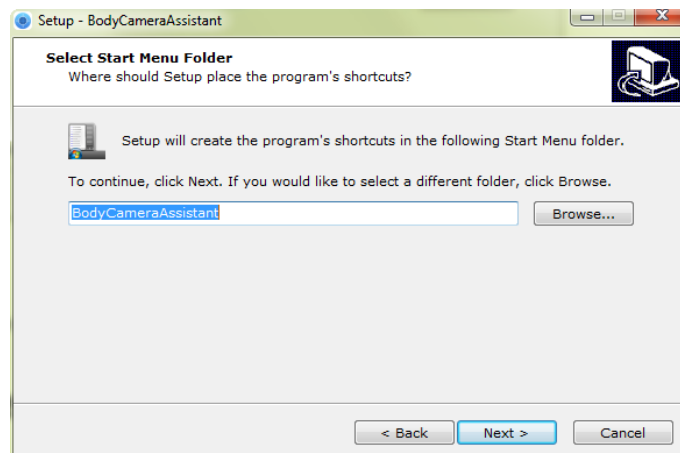 Setup - BodyCameraAssistant
Select Start Menu Folder
Where should Setup place the program's shortcuts?
Setup will create the program's shortcuts in the following Start Menu folder.
To continue, click Next. If you would like to select a different folder, click Browse.
BodyCameraAssistant
Browse...
< Back
Next >
Cancel